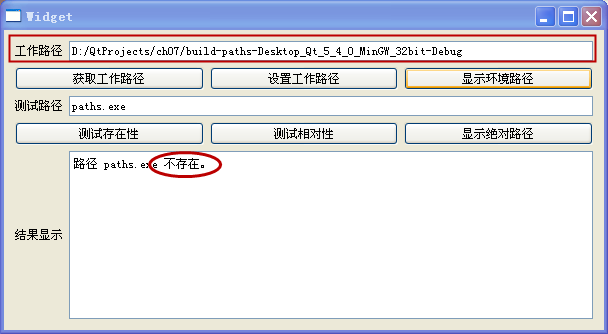 Widget
工作路径 D:/QtProjects/ch07/build-paths-Desktop_Qt_5_4_0_MinGW_32bit-Debug
获取工作路径 设置工作路径 显示环境路径
测试路径 paths.exe
测试存在性 测试相对性 显示绝对路径
路径 paths.exe 不存在。
结果显示